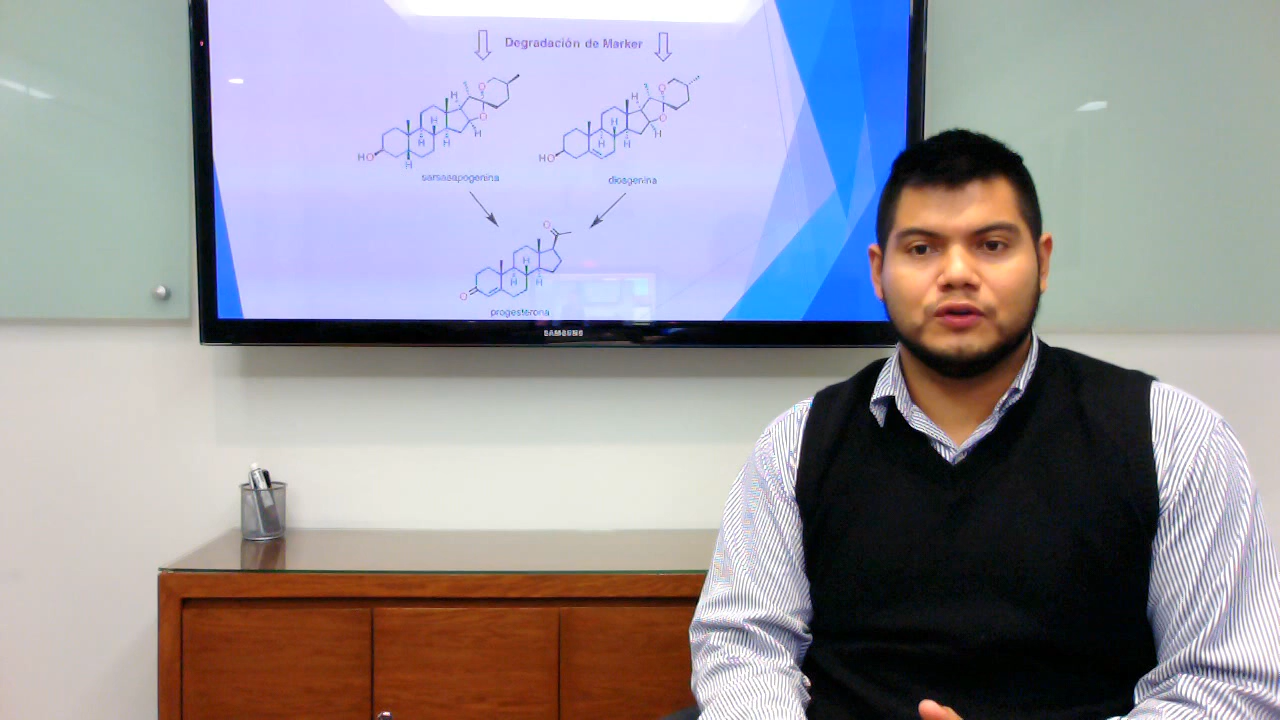 Degradación de Marker
HO
H
H
H
H
H
O
O
sarsasapogenina
HO
H
H
H
H
O
O
diosgenina
O
O
H
H
H
progesterona
SAMSUNG